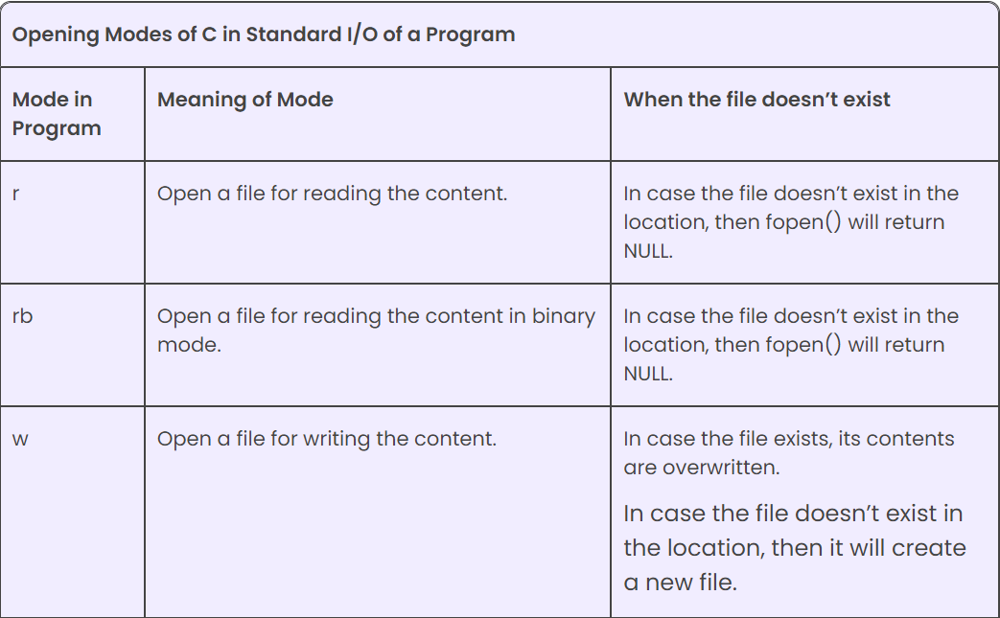 Opening Modes of C in Standard I/O of a Program
Mode in
Program
Meaning of Mode
When the file doesn’t exist
r
Open a file for reading the content.
In case the file doesn’t exist in the
location, then fopen() will return
NULL.
rb
Open a file for reading the content in binary
mode.
In case the file doesn’t exist in the
location, then fopen() will return
NULL.
w
Open a file for writing the content.
In case the file exists, its contents
are overwritten.
In case the file doesn’t exist in
the location, then it will create
a new file.